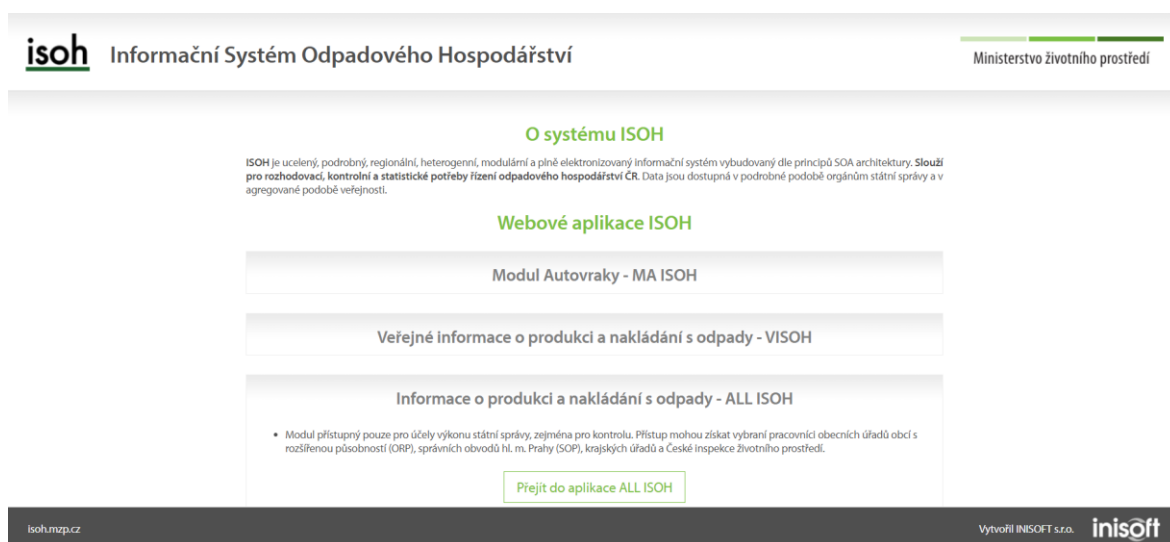 isoh Informační Systém Odpadového Hospodářství
Ministerstvo životního prostředí
O systému ISOH
ISOH je ucelený, podrobný, regionální, heterogenní, modulární a plně elektronizovaný informační systém vybudovaný dle principů SOA architektury. Slouží
pro rozhodovací, kontrolní a statistické potřeby řízení odpadového hospodářství ČR. Data jsou dostupná v podrobné podobě orgánům státní správy a v
agregované podobě veřejnosti.
Webové aplikace ISOH
Modul Autovraky - MA ISOH
Veřejné informace o produkci a nakládání s odpady - VISOH
Informace o produkci a nakládání s odpady - ALL ISOH
• Modul přístupný pouze pro účely výkonu státní správy, zejména pro kontrolu. Přístup mohou získat vybraní pracovníci obecních úřadů obcí s
rozšířenou působností (ORP), správních obvodů hl. m. Prahy (SOP), krajských úřadů a České inspekce životního prostředí.
Přejít do aplikace ALL ISOH
isoh.mzp.cz
Vytvořil INISOFT s.r.o. inisoft